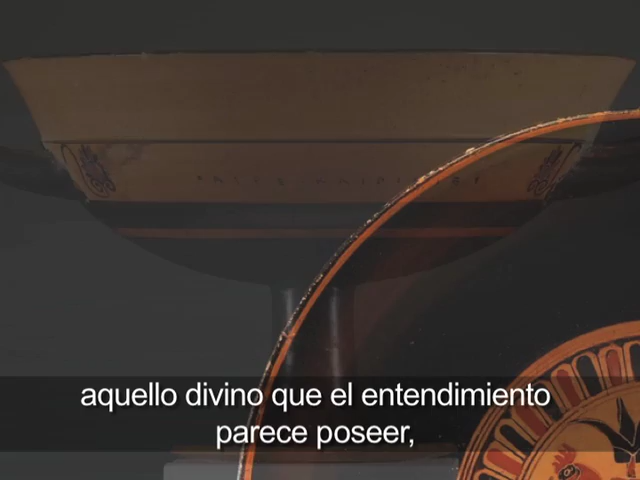 aquello divino que el entendimiento
parece poseer,